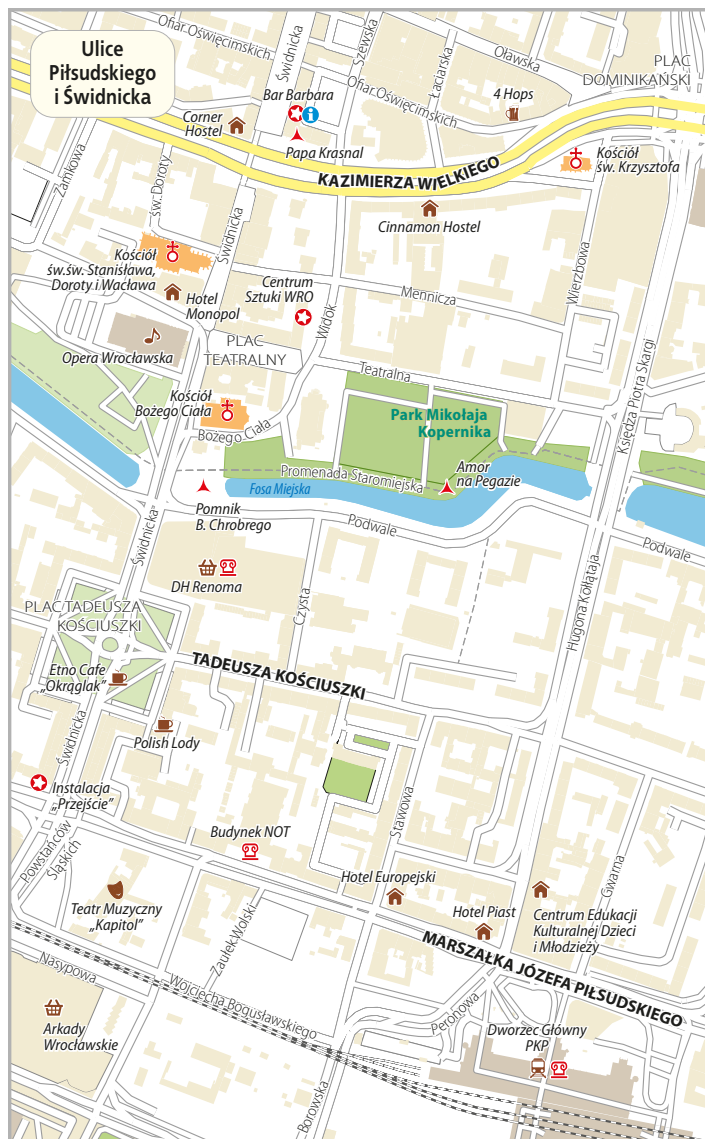 Ulice
Piłsudskiego
i Świdnicka
Ofiar Oświęcimskich
Świdnicka
Szewska
Łaciarska
Oławska
PLAC
DOMINIKAŃSKI
Bar Barbara
Ofiar Oświęcimskich
4 Hops
Corner
Hostel
Papa Krasnal
KAZIMIERZA WIELKIEGO
Kościół
św. Krzysztofa
Zamkowa
św. Doroty
Świdnicka
Cinnamon Hostel
Wierzbowa
Kościół
św.św. Stanisława,
Doroty i Wacława
Hotel
Monopol
Centrum
Sztuki WRO
Widok
Mennicza
Opera Wrocławska
PLAC
TEATRALNY
Teatralna
Księdza Piotra Skargi
Kościół
Bożego Ciała
Bożego Ciała
Park Mikołaja
Kopernika
Promenada Staromiejska
Amor
na Pegazie
Fosa Miejska
Pomnik
B. Chrobrego
Podwale
Podwale
Świdnicka
DH Renoma
Czysta
Hugona Kołłątaja
PLAC TADEUSZA
KOŚCIUSZKI
TADEUSZA KOŚCIUSZKI
Etno Cafe
„Okrąglak”
Polish Lody
Świdnicka
Instalacja
„Przejście”
Stawowa
Powstańców
Śląskich
Budynek NOT
Gwarna
Hotel Europejski
Teatr Muzyczny
„Kapitol”
Zaułek Wolski
Hotel Piast
Centrum Edukacji
Kulturalnej Dzieci
i Młodzieży
MARSZAŁKA JÓZEFA PIŁSUDSKIEGO
Nasypowa
Wojciecha Bogusławskiego
Peronowa
Arkady
Wrocławskie
Dworzec Główny
PKP
Borowska